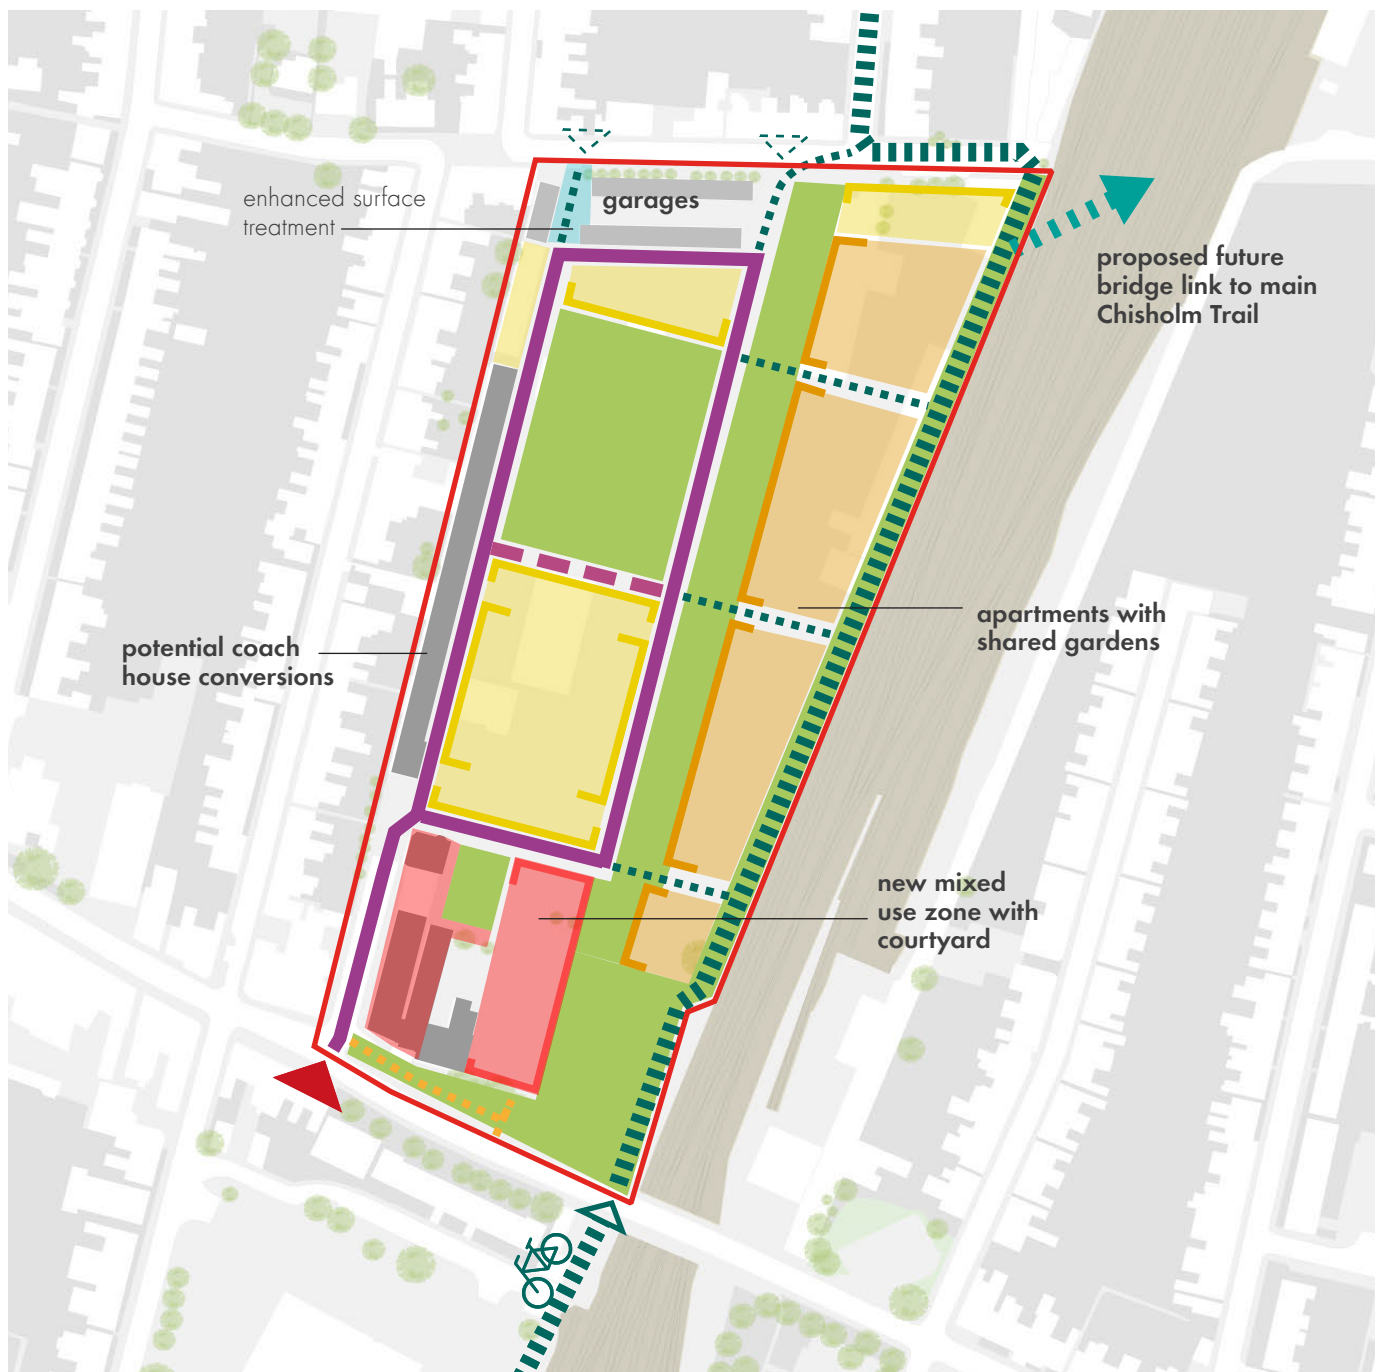 enhanced surface
treatment
garages
proposed future
bridge link to main
Chisholm Trail
apartments with
shared gardens
potential coach
house conversions
new mixed
use zone with
courtyard